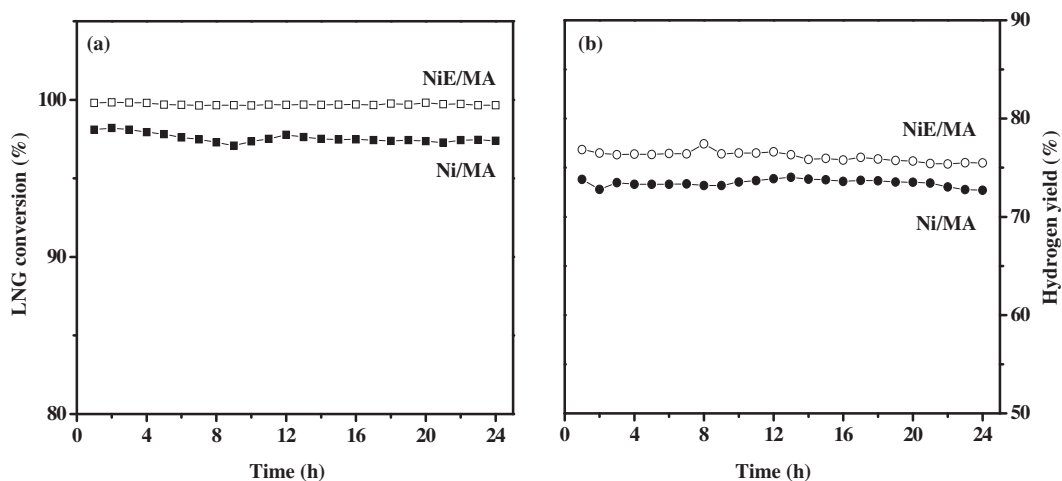 (a)
NiE/MA
Ni/MA
100
90
80
LNG conversion (%)
0 4 8 12 16 20 24
Time (h)
(b)
NiE/MA
Ni/MA
90
80
70
60
50
Hydrogen yield (%)
0 4 8 12 16 20 24
Time (h)